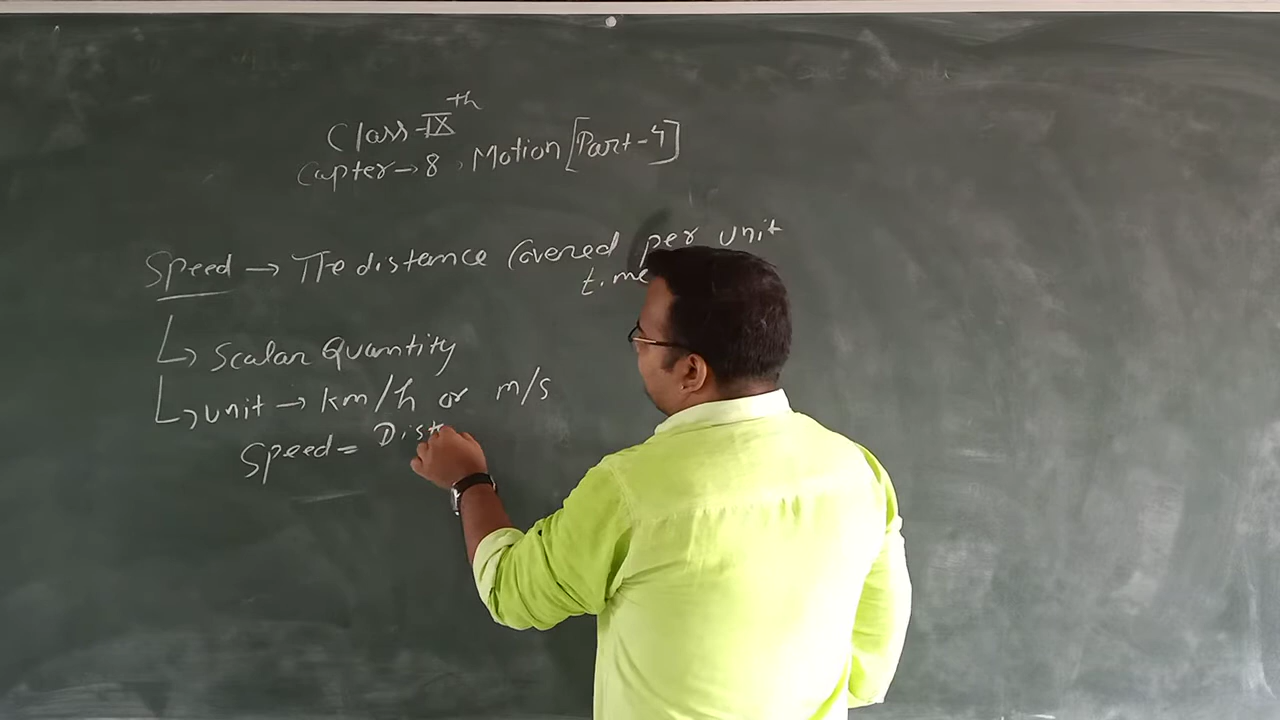 Class-IXth
Capter→8, Motion [Part-4]
Speed → The distance Covered per unit
time
Scalar Quantity
unit → km/h or m/s
Speed = Dist